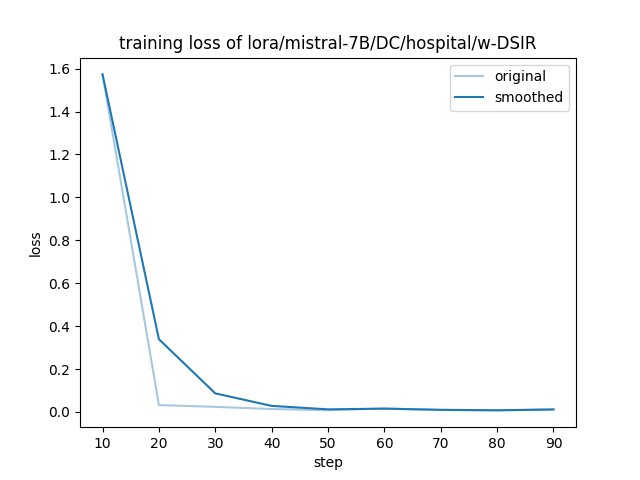 training loss of lora/mistral-7B/DC/hospital/w-DSIR
original
smoothed
loss
1.6
1.4
1.2
1.0
0.8
0.6
0.4
0.2
0.0
10 20 30 40 50 60 70 80 90
step